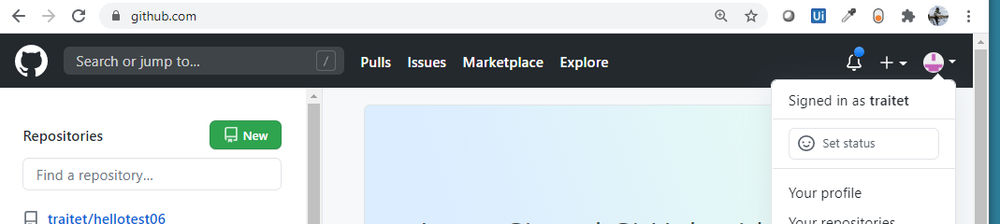 github.com
Ui
Search or jump to... /
Pulls Issues Marketplace Explore
Signed in as traitet
Repositories
New
Set status
Find a repository...
Your profile
traitet/hellotest06
Your repositories